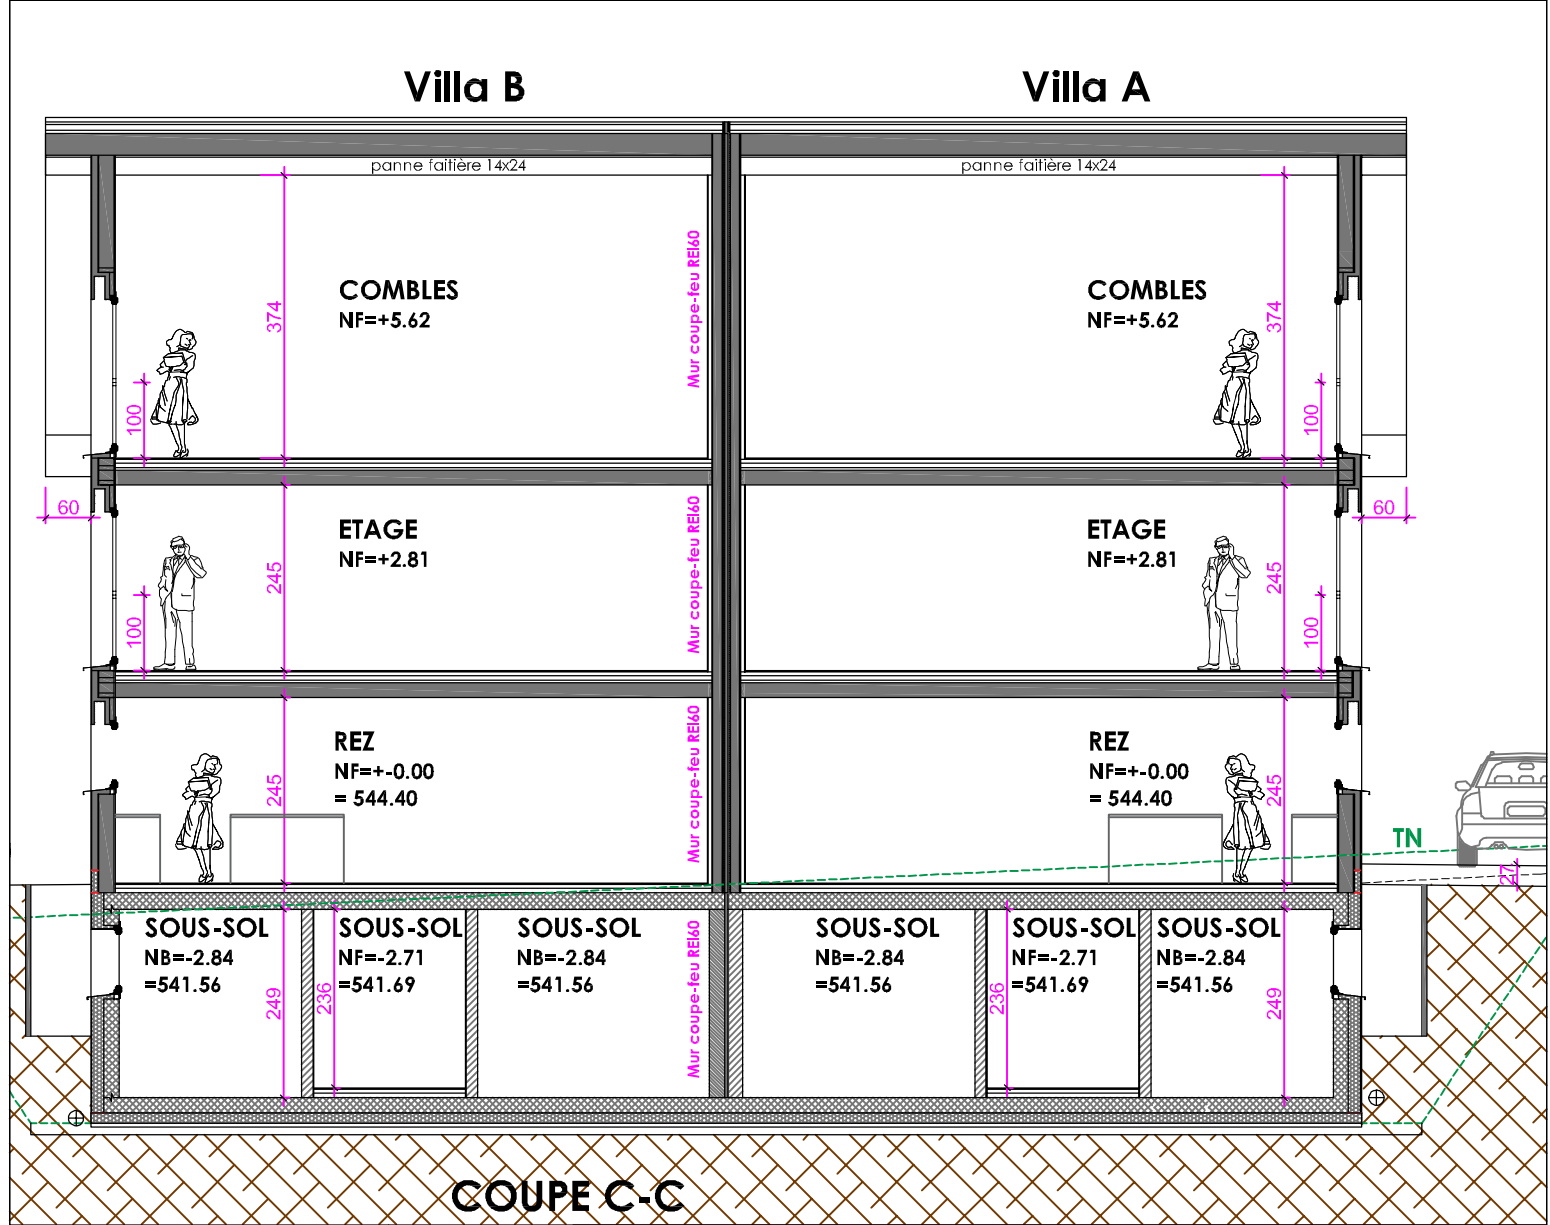 Villa B
Villa A
panne faitière 14x24
panne faitière 14x24
COMBLES
NF=+5.62
374
100
Mur coupe-feu REI60
COMBLES
NF=+5.62
374
100
60
ETAGE
NF=+2.81
245
100
Mur coupe-feu REI60
ETAGE
NF=+2.81
245
100
60
REZ
NF=+-0.00
= 544.40
245
Mur coupe-feu REI60
REZ
NF=+-0.00
= 544.40
245
TN
27
SOUS-SOL
NB=-2.84
=541.56
249
236
SOUS-SOL
NF=-2.71
=541.69
SOUS-SOL
NB=-2.84
=541.56
Mur coupe-feu REI60
SOUS-SOL
NB=-2.84
=541.56
236
SOUS-SOL
NF=-2.71
=541.69
SOUS-SOL
NB=-2.84
=541.56
249
COUPE C-C